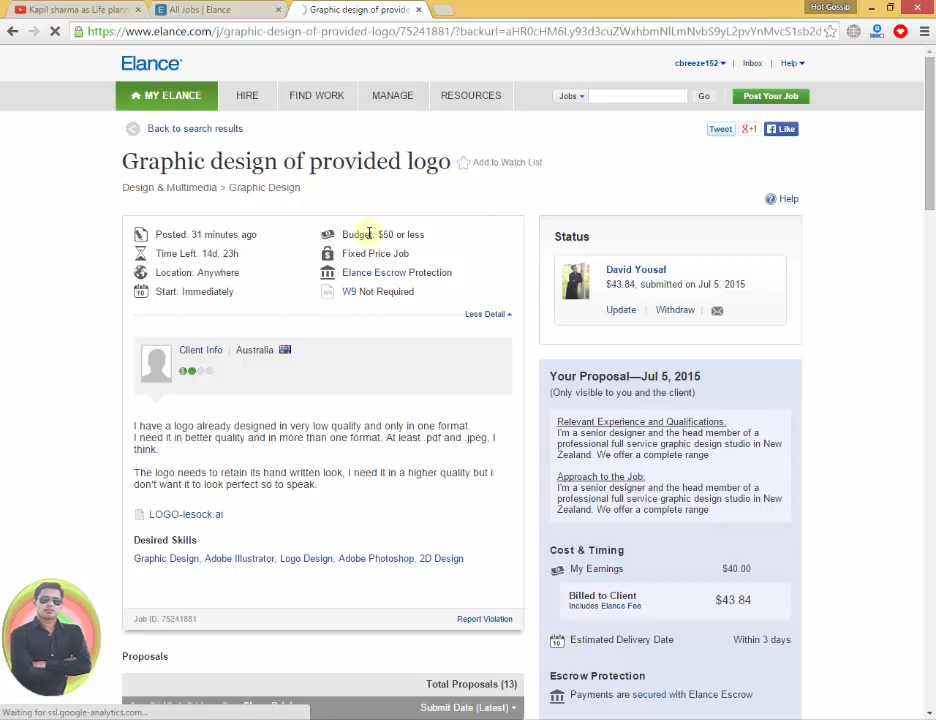 Kapil sharma as Life plann
All Jobs | Elance
Graphic design of provided
Hot Gossip
https://www.elance.com/j/graphic-design-of-provided-logo/75241881/?backurl=aHR0cHM6Ly93d3cuZWxhbmNlLmNvbS9yL2pvYnMvcS1sb2d
Elance
cbreeze152
Inbox
Help
MY ELANCE
HIRE
FIND WORK
MANAGE
RESOURCES
Jobs
Go
Post Your Job
Back to search results
Tweet
g+1
Like
Graphic design of provided logo
Add to Watch List
Design & Multimedia > Graphic Design
Help
Posted: 31 minutes ago
Time Left: 14d, 23h
Location: Anywhere
Start: Immediately
Budget: $50 or less
Fixed Price Job
Elance Escrow Protection
W9 Not Required
Less Detail
Client Info
Australia
I have a logo already designed in very low quality and only in one format.
I need it in better quality and in more than one format. At least .pdf and .jpeg, I
think.
The logo needs to retain its hand written look, I need it in a higher quality but i
don't want it to look perfect so to speak.
LOGO-lesock.ai
Desired Skills
Graphic Design, Adobe Illustrator, Logo Design, Adobe Photoshop, 2D Design
Job ID: 75241881
Report Violation
Proposals
Total Proposals (13)
Submit Date (Latest)
Status
David Yousaf
$43.84, submitted on Jul 5, 2015
Update
Withdraw
Your Proposal—Jul 5, 2015
(Only visible to you and the client)
Relevant Experience and Qualifications:
I'm a senior designer and the head member of a
professional full service graphic design studio in New
Zealand. We offer a complete range
Approach to the Job:
I'm a senior designer and the head member of a
professional full service graphic design studio in New
Zealand. We offer a complete range
Cost & Timing
My Earnings
$40.00
Billed to Client
Includes Elance Fee
$43.84
Estimated Delivery Date
Within 3 days
Escrow Protection
Payments are secured with Elance Escrow
Waiting for ssl.google-analytics.com...